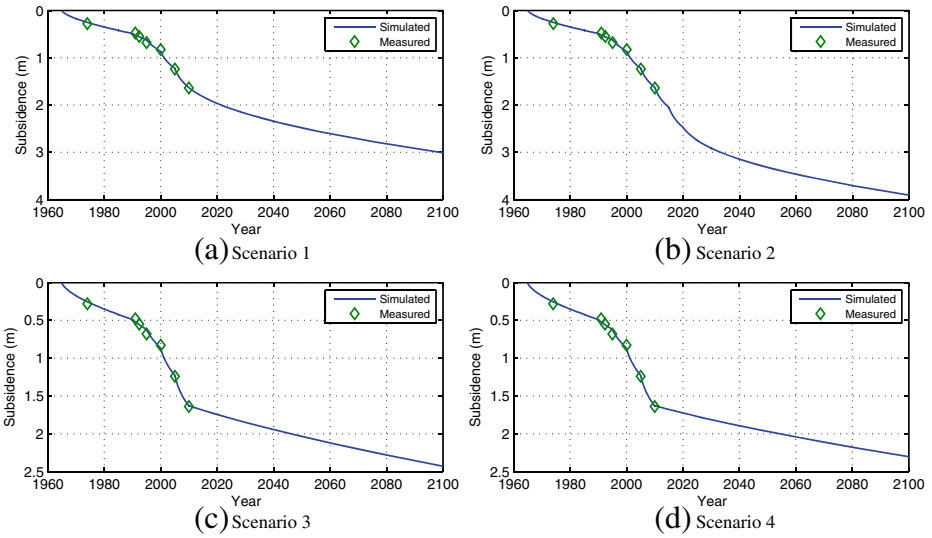 0
1
2
3
4
Subsidence (m)
Simulated
Measured
1960 1980 2000 2020 2040 2060 2080 2100
Year
(a) Scenario 1
0
1
2
3
4
Subsidence (m)
Simulated
Measured
1960 1980 2000 2020 2040 2060 2080 2100
Year
(b) Scenario 2
0
0.5
1
1.5
2
2.5
Subsidence (m)
Simulated
Measured
1960 1980 2000 2020 2040 2060 2080 2100
Year
(c) Scenario 3
0
0.5
1
1.5
2
2.5
Subsidence (m)
Simulated
Measured
1960 1980 2000 2020 2040 2060 2080 2100
Year
(d) Scenario 4